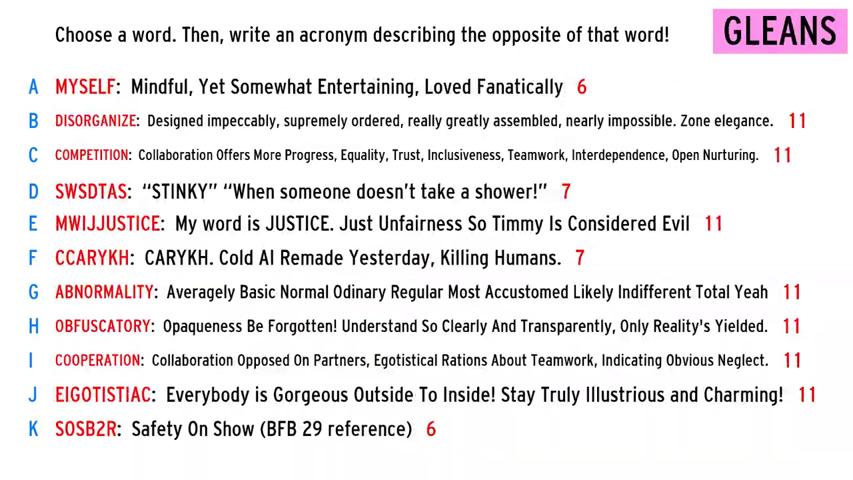 Choose a word. Then, write an acronym describing the opposite of that word!
GLEANS
A MYSELF: Mindful, Yet Somewhat Entertaining, Loved Fanatically 6
B DISORGANIZE: Designed impeccably, supremely ordered, really greatly assembled, nearly impossible. Zone elegance. 11
C COMPETITION: Collaboration Offers More Progress, Equality, Trust, Inclusiveness, Teamwork, Interdependence, Open Nurturing. 11
D SWSDTAS: “STINKY” “When someone doesn’t take a shower!” 7
E MWIJJUSTICE: My word is JUSTICE. Just Unfairness So Timmy Is Considered Evil 11
F CCARYKH: CARYKH. Cold AI Remade Yesterday, Killing Humans. 7
G ABNORMALITY: Averagely Basic Normal Odinary Regular Most Accustomed Likely Indifferent Total Yeah 11
H OBFUSCATORY: Opaqueness Be Forgotten! Understand So Clearly And Transparently, Only Reality's Yielded. 11
I COOPERATION: Collaboration Opposed On Partners, Egotistical Rations About Teamwork, Indicating Obvious Neglect. 11
J EIGOTISTIAC: Everybody is Gorgeous Outside To Inside! Stay Truly Illustrious and Charming! 11
K SOSB2R: Safety On Show (BFB 29 reference) 6